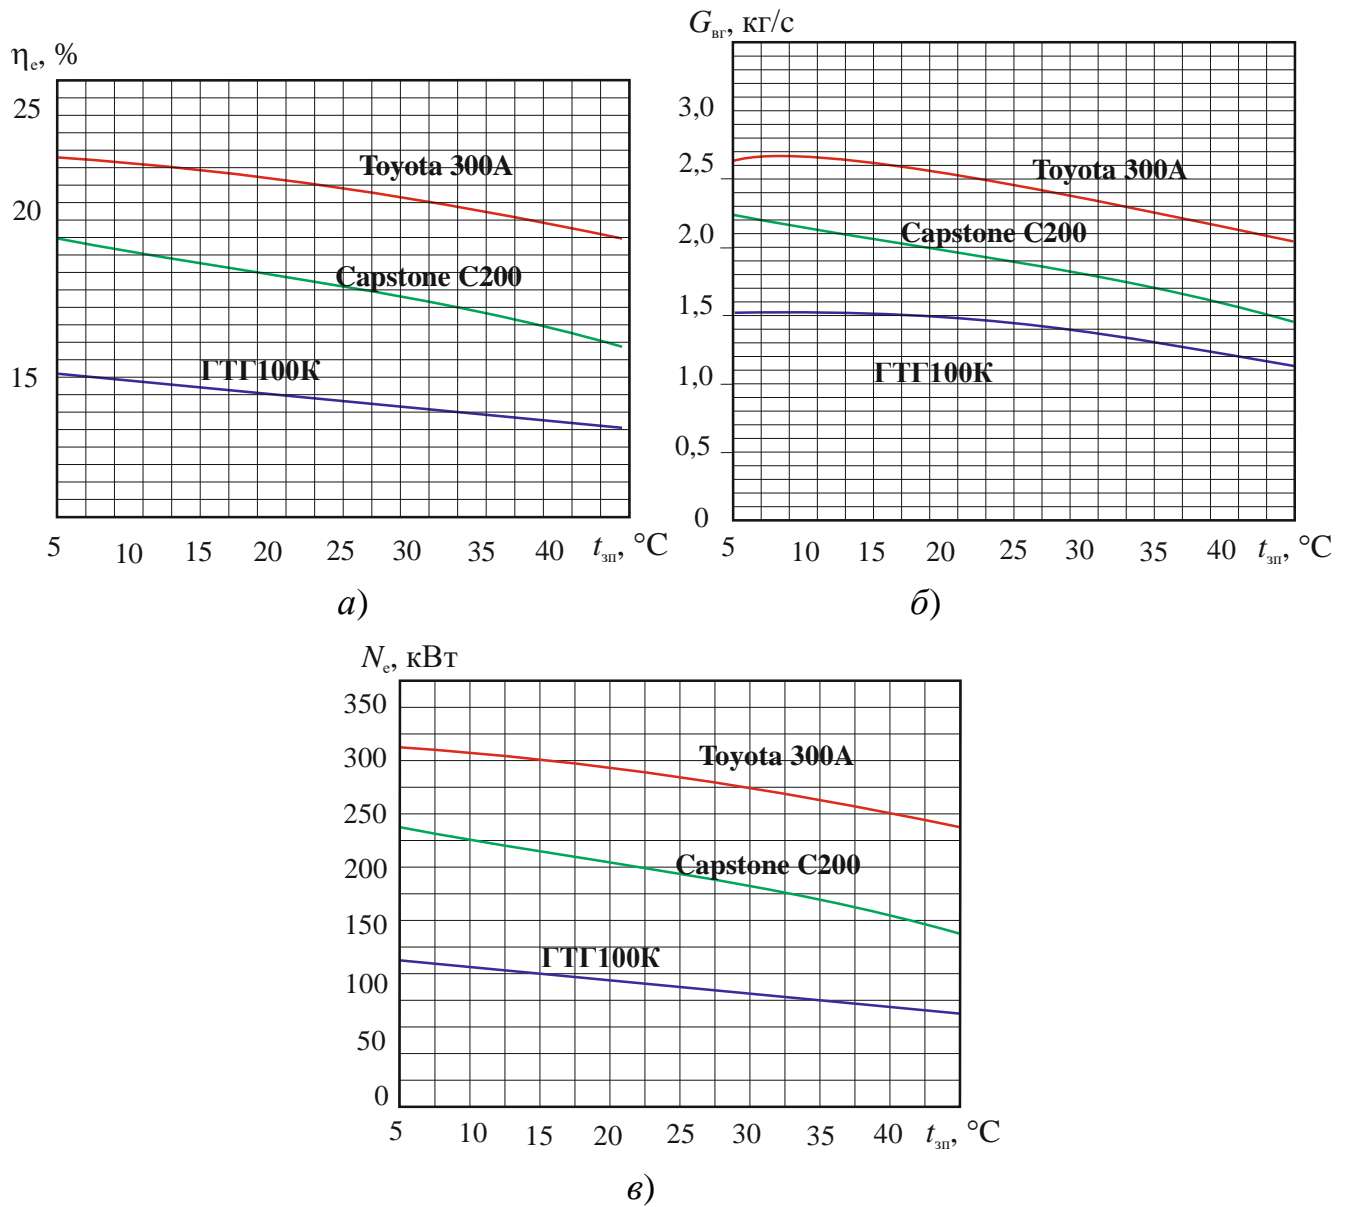 ηe, %
25
20
15
Toyota 300A
Capstone C200
ГТГ100К
5 10 15 20 25 30 35 40 tзп, °C
а)
Gвг, кг/с
3,0
2,5
2,0
1,5
1,0
0,5
0
Toyota 300A
Capstone C200
ГТГ100К
5 10 15 20 25 30 35 40 tзп, °C
б)
Ne, кВт
350
300
250
200
150
100
50
0
Toyota 300A
Capstone C200
ГТГ100К
5 10 15 20 25 30 35 40 tзп, °C
в)